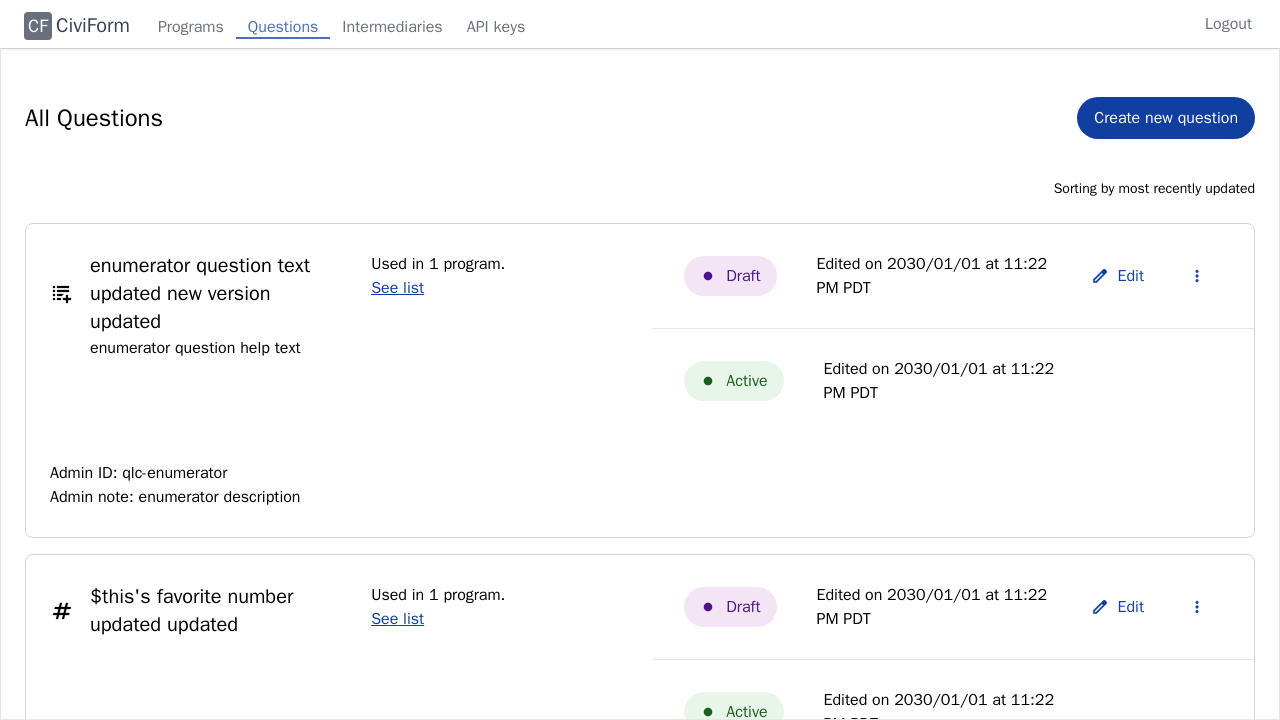 CF CiviForm Programs Questions Intermediaries API keys Logout
All Questions
Create new question
Sorting by most recently updated
enumerator question text
updated new version
updated
enumerator question help text
Used in 1 program.
See list
Draft
Edited on 2030/01/01 at 11:22
PM PDT
Edit
Active
Edited on 2030/01/01 at 11:22
PM PDT
Admin ID: qlc-enumerator
Admin note: enumerator description
$this's favorite number
updated updated
Used in 1 program.
See list
Draft
Edited on 2030/01/01 at 11:22
PM PDT
Edit
Active
Edited on 2030/01/01 at 11:22
PM PDT